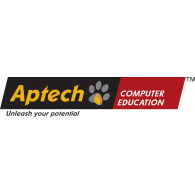 Aptech
COMPUTER
EDUCATION
TM
Unleash your potential